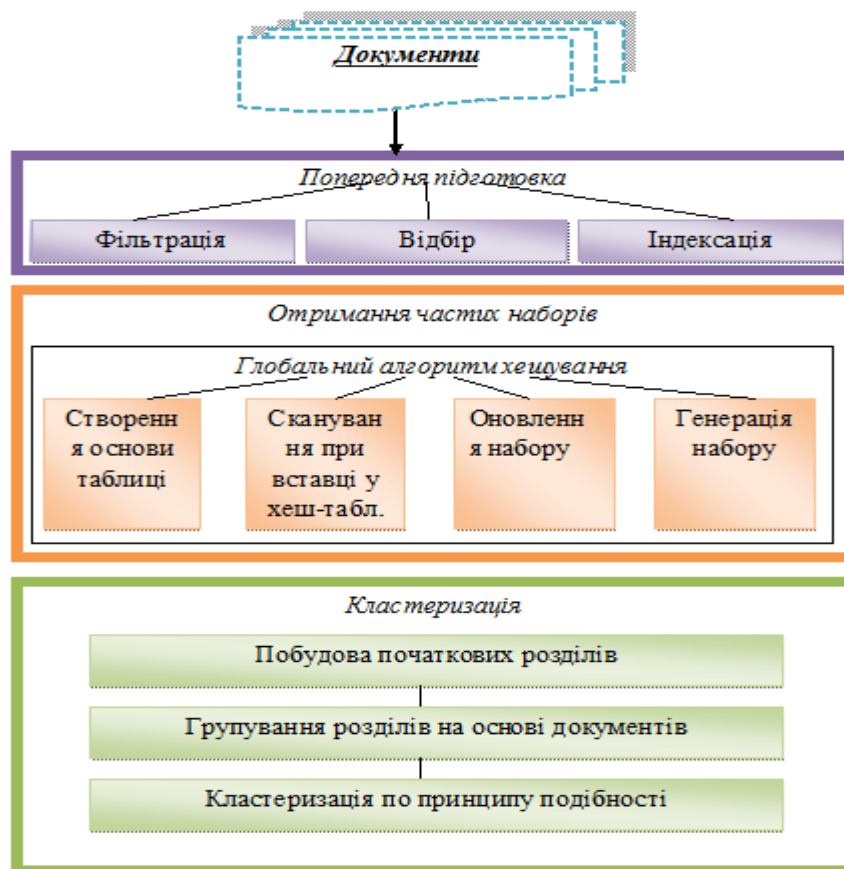 Документи
Попередня підготовка
Фільтрація
Відбір
Індексація
Отримання частих наборів
Глобальний алгоритм хешування
Створенн
я основи
таблиці
Скануван
ня при
вставці у
хеш-табл.
Оновленн
я набору
Генерація
набору
Кластеризація
Побудова початкових розділів
Групування розділів на основі документів
Кластеризація по принципу подібності